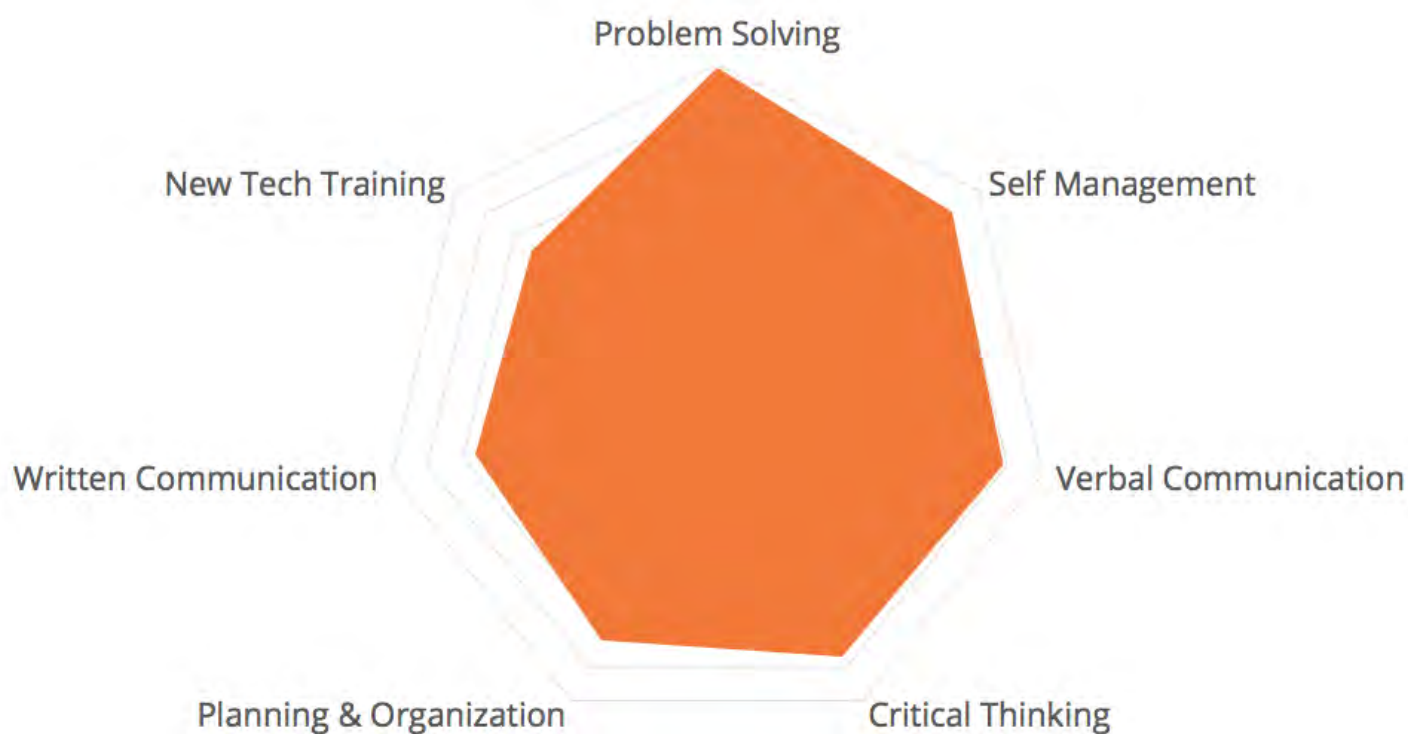 Problem Solving
New Tech Training
Self Management
Written Communication
Verbal Communication
Planning & Organization
Critical Thinking